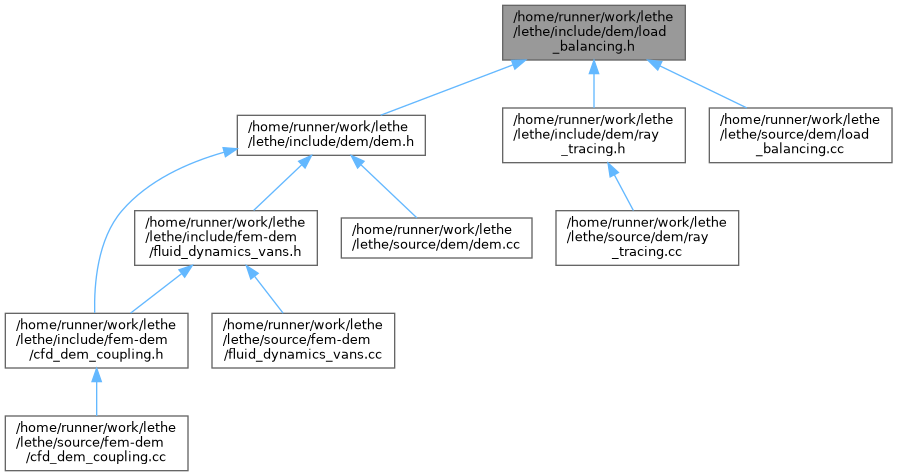 /home/runner/work/lethe
/lethe/include/dem/load
_balancing.h
/home/runner/work/lethe
/lethe/include/dem/dem.h
/home/runner/work/lethe
/lethe/include/dem/ray
_tracing.h
/home/runner/work/lethe
/lethe/source/dem/load
_balancing.cc
/home/runner/work/lethe
/lethe/include/fem-dem
/fluid_dynamics_vans.h
/home/runner/work/lethe
/lethe/source/dem/dem.cc
/home/runner/work/lethe
/lethe/source/dem/ray
_tracing.cc
/home/runner/work/lethe
/lethe/include/fem-dem
/cfd_dem_coupling.h
/home/runner/work/lethe
/lethe/source/fem-dem
/fluid_dynamics_vans.cc
/home/runner/work/lethe
/lethe/source/fem-dem
/cfd_dem_coupling.cc